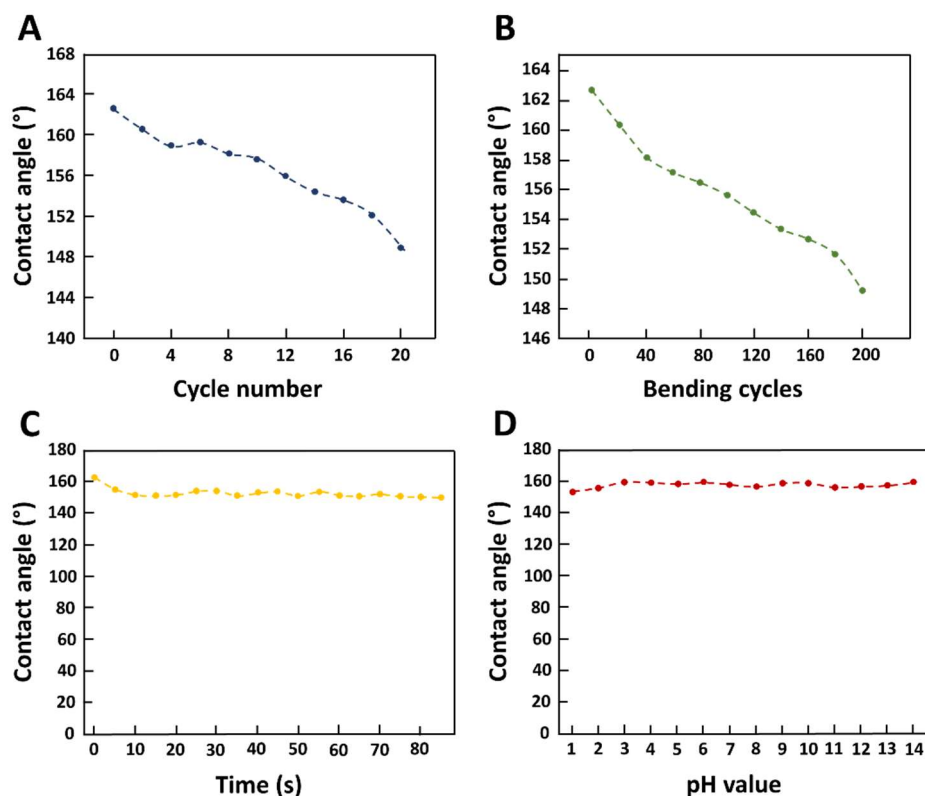 A
168
164
160
156
152
148
144
140
Contact angle (°)
0 4 8 12 16 20
Cycle number
B
164
162
160
158
156
154
152
150
148
146
Contact angle (°)
0 40 80 120 160 200
Bending cycles
C
180
160
140
120
100
80
60
40
20
0
Contact angle (°)
0 10 20 30 40 50 60 70 80
Time (s)
D
180
160
140
120
100
80
60
40
20
0
Contact angle (°)
1 2 3 4 5 6 7 8 9 10 11 12 13 14
pH value